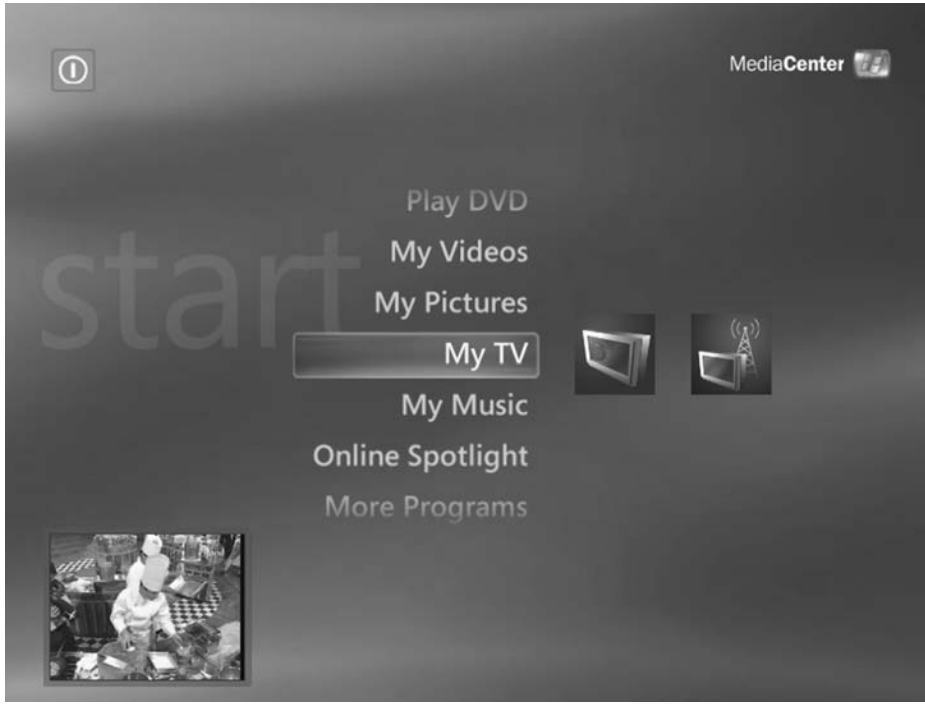 MediaCenter
start
Play DVD
My Videos
My Pictures
My TV
My Music
Online Spotlight
More Programs